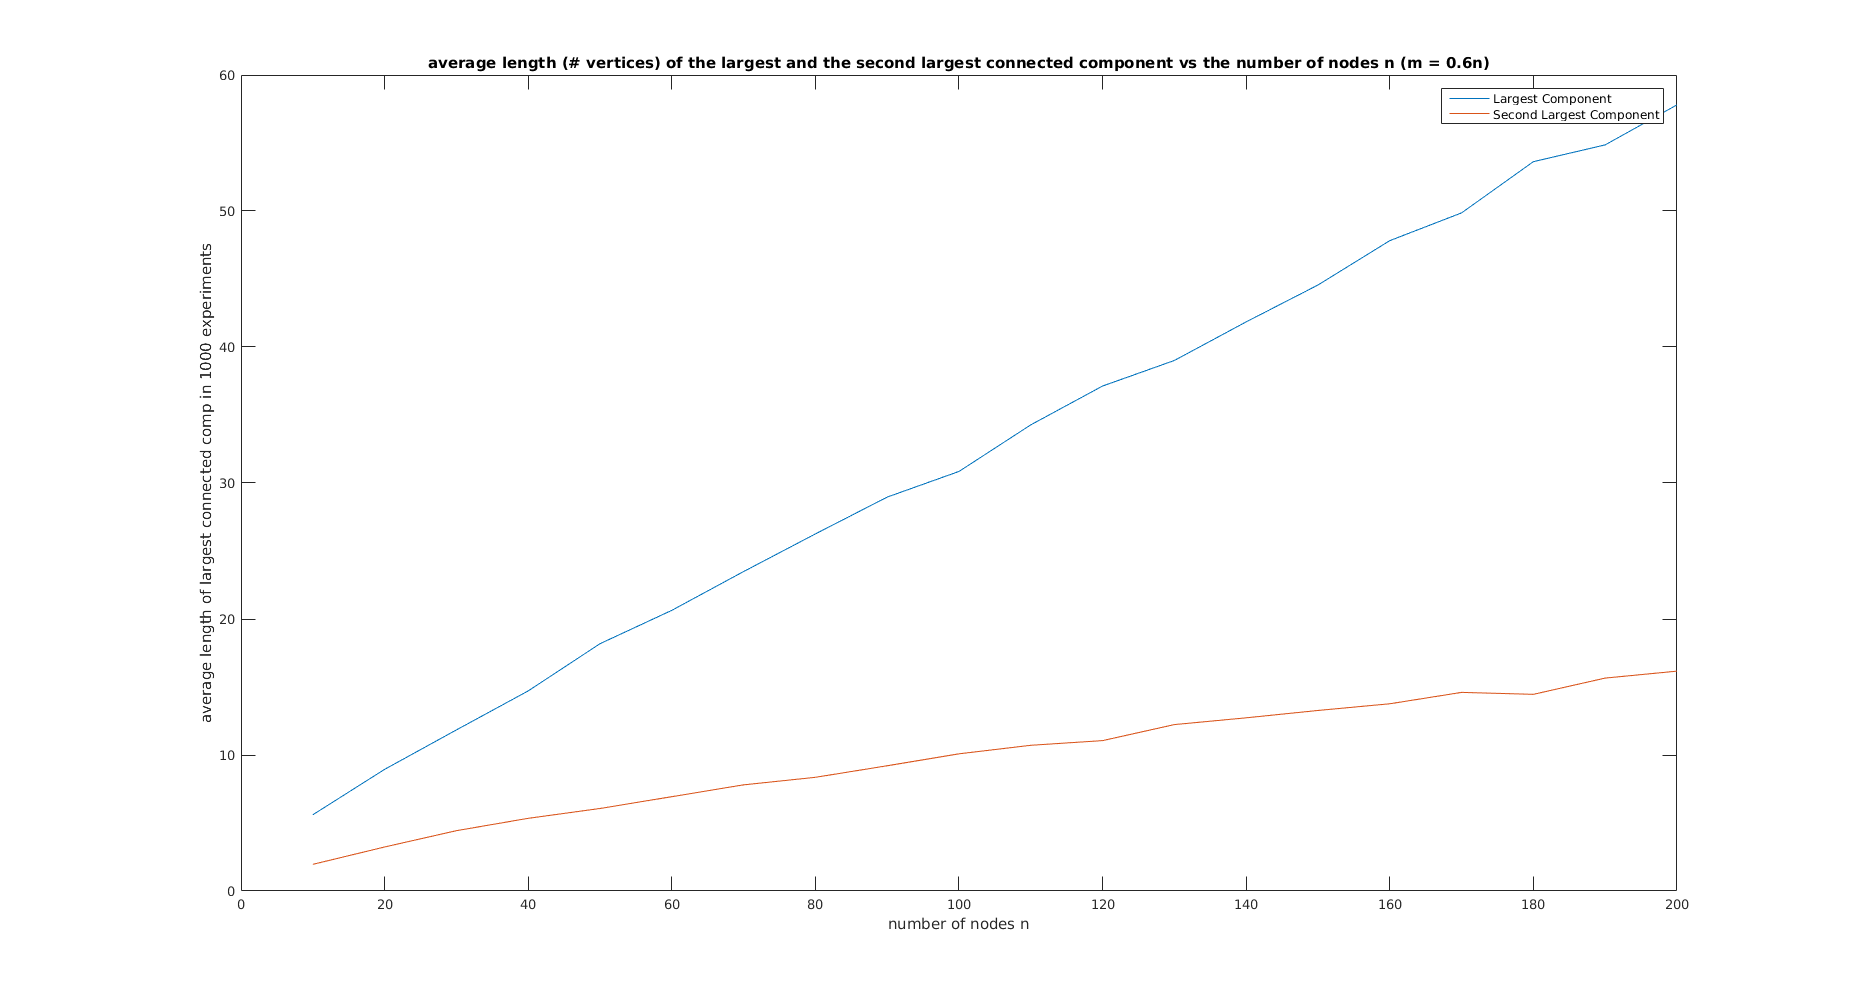 average length (# vertices) of the largest and the second largest connected component vs the number of nodes n (m = 0.6n)
Largest Component
Second Largest Component
average length of largest connected comp in 1000 experiments
60
50
40
30
20
10
0
0 20 40 60 80 100 120 140 160 180 200
number of nodes n